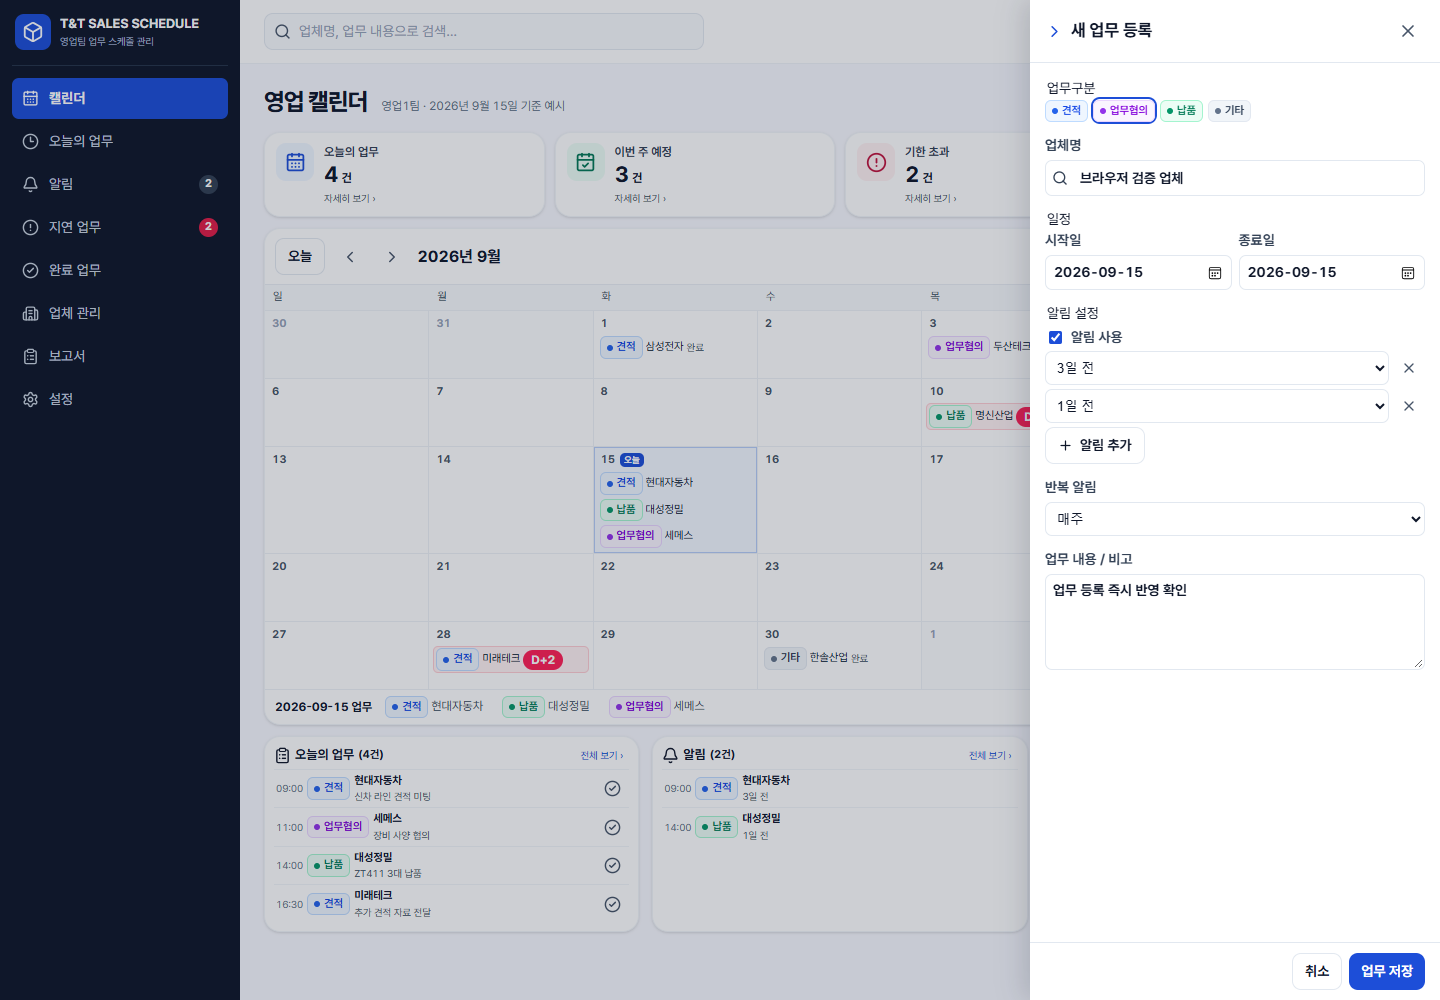 T&T SALES SCHEDULE
영업팀 업무 스케줄 관리
캘린더
오늘의 업무
알림 2
지연 업무 2
완료 업무
업체 관리
보고서
설정
업체명, 업무 내용으로 검색...
영업 캘린더 영업1팀 · 2026년 9월 15일 기준 예시
오늘의 업무
4 건
자세히 보기 ›
이번 주 예정
3 건
자세히 보기 ›
기한 초과
2 건
자세히 보기 ›
오늘 2026년 9월
일 월 화 수 목
30 31 1 2 3
견적 삼성전자 완료 업무협의 두산테크
6 7 8 9 10
납품 명신산업
13 14 15 오늘 16 17
견적 현대자동차
납품 대성정밀
업무협의 세메스
20 21 22 23 24
27 28 29 30 1
견적 미래테크 D+2 기타 한솔산업 완료
2026-09-15 업무 견적 현대자동차 납품 대성정밀 업무협의 세메스
오늘의 업무 (4건) 전체 보기 ›
09:00 견적 현대자동차
신차 라인 견적 미팅
11:00 업무협의 세메스
장비 사양 협의
14:00 납품 대성정밀
ZT411 3대 납품
16:30 견적 미래테크
추가 견적 자료 전달
알림 (2건) 전체 보기 ›
09:00 견적 현대자동차
3일 전
14:00 납품 대성정밀
1일 전
새 업무 등록
업무구분
견적 업무협의 납품 기타
업체명
브라우저 검증 업체
일정
시작일 종료일
2026-09-15 2026-09-15
알림 설정
알림 사용
3일 전
1일 전
알림 추가
반복 알림
매주
업무 내용 / 비고
업무 등록 즉시 반영 확인
취소 업무 저장